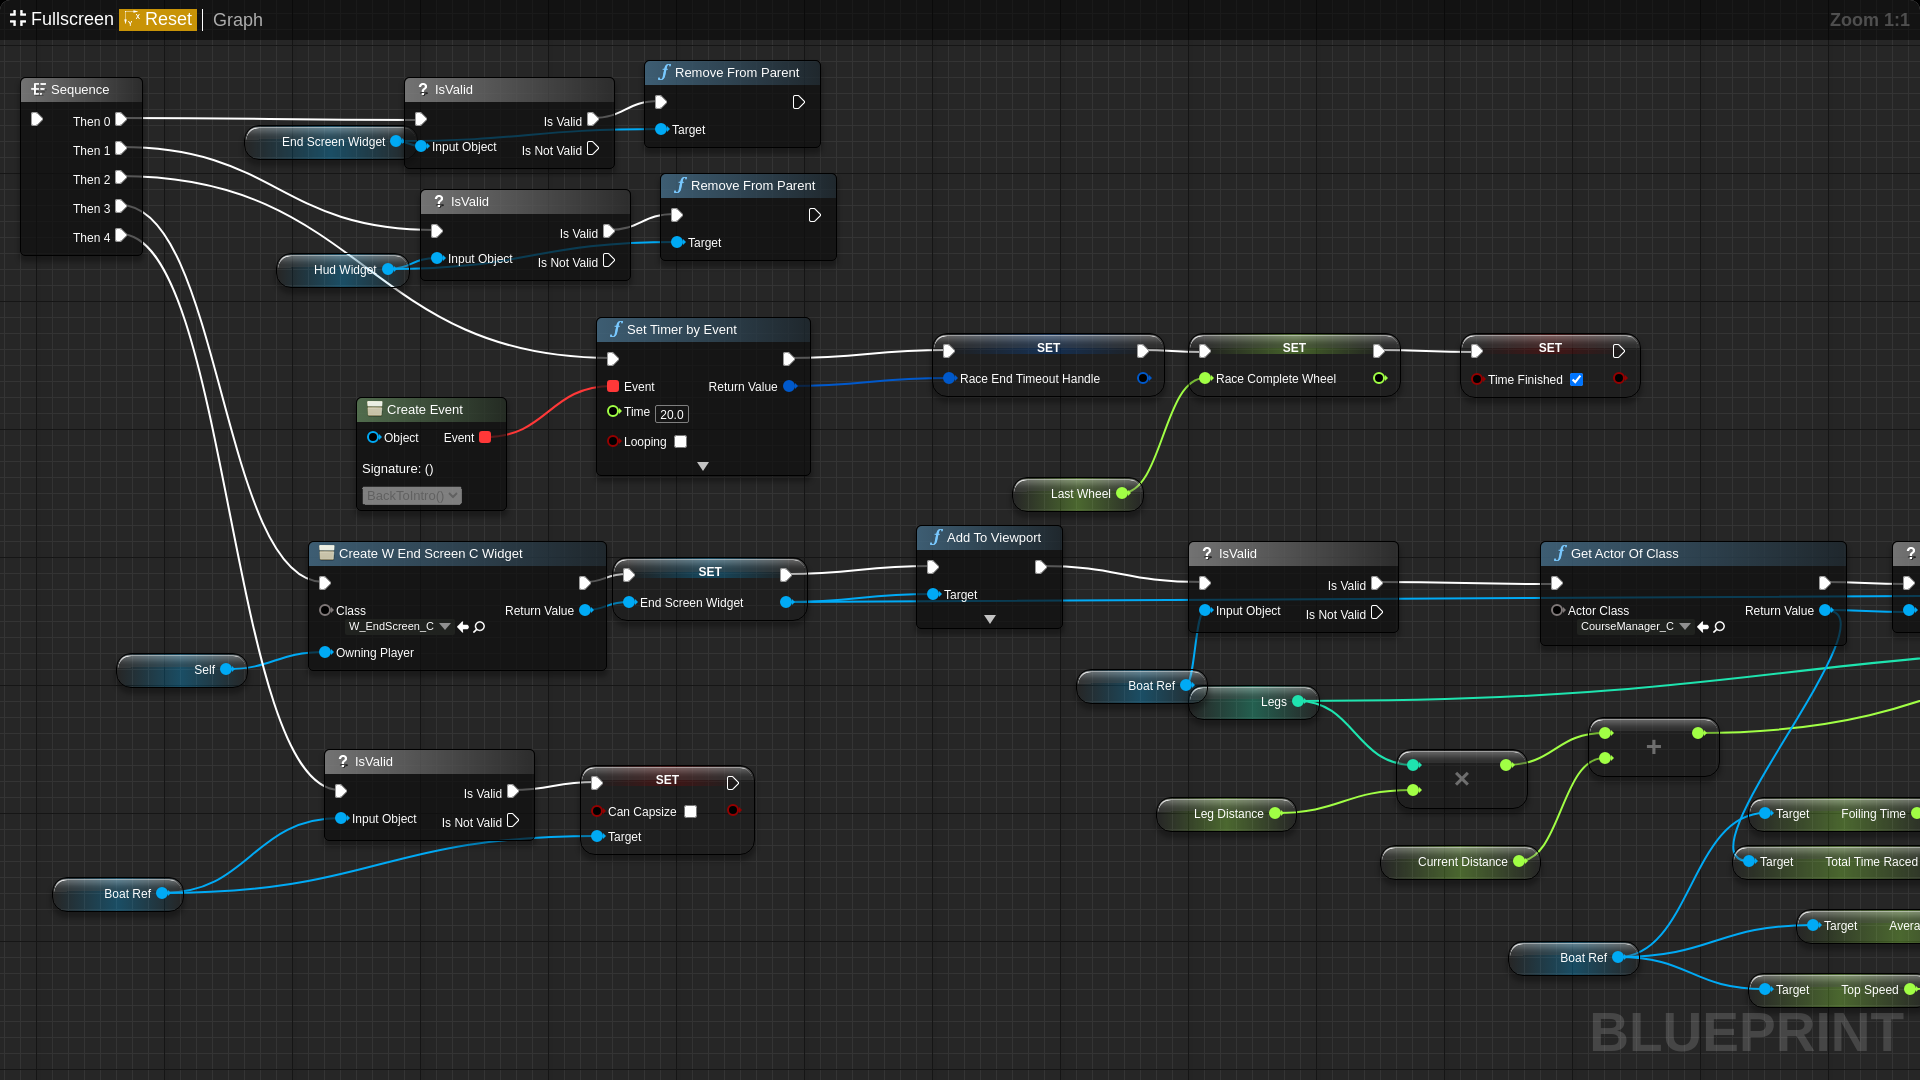 Fullscreen Reset Graph
Zoom 1:1
Sequence
Then 0
Then 1
Then 2
Then 3
Then 4
? IsValid
Is Valid
Input Object
Is Not Valid
End Screen Widget
f Remove From Parent
Target
? IsValid
Is Valid
Input Object
Is Not Valid
Hud Widget
f Remove From Parent
Target
f Set Timer by Event
Event
Return Value
Time 20.0
Looping
Create Event
Object
Event
Signature: ()
BackToIntro()
SET
Race End Timeout Handle
SET
Race Complete Wheel
SET
Time Finished
Last Wheel
Create W End Screen C Widget
Class
Return Value
W_EndScreen_C
Owning Player
Self
SET
End Screen Widget
f Add To Viewport
Target
? IsValid
Is Valid
Input Object
Is Not Valid
f Get Actor Of Class
Actor Class
Return Value
CourseManager_C
?
Boat Ref
Legs
×
+
Leg Distance
Current Distance
? IsValid
Is Valid
Input Object
Is Not Valid
SET
Can Capsize
Target
Boat Ref
Target
Foiling Time
Target
Total Time Raced
Target
Avera
Boat Ref
Target
Top Speed
BLUEPRINT